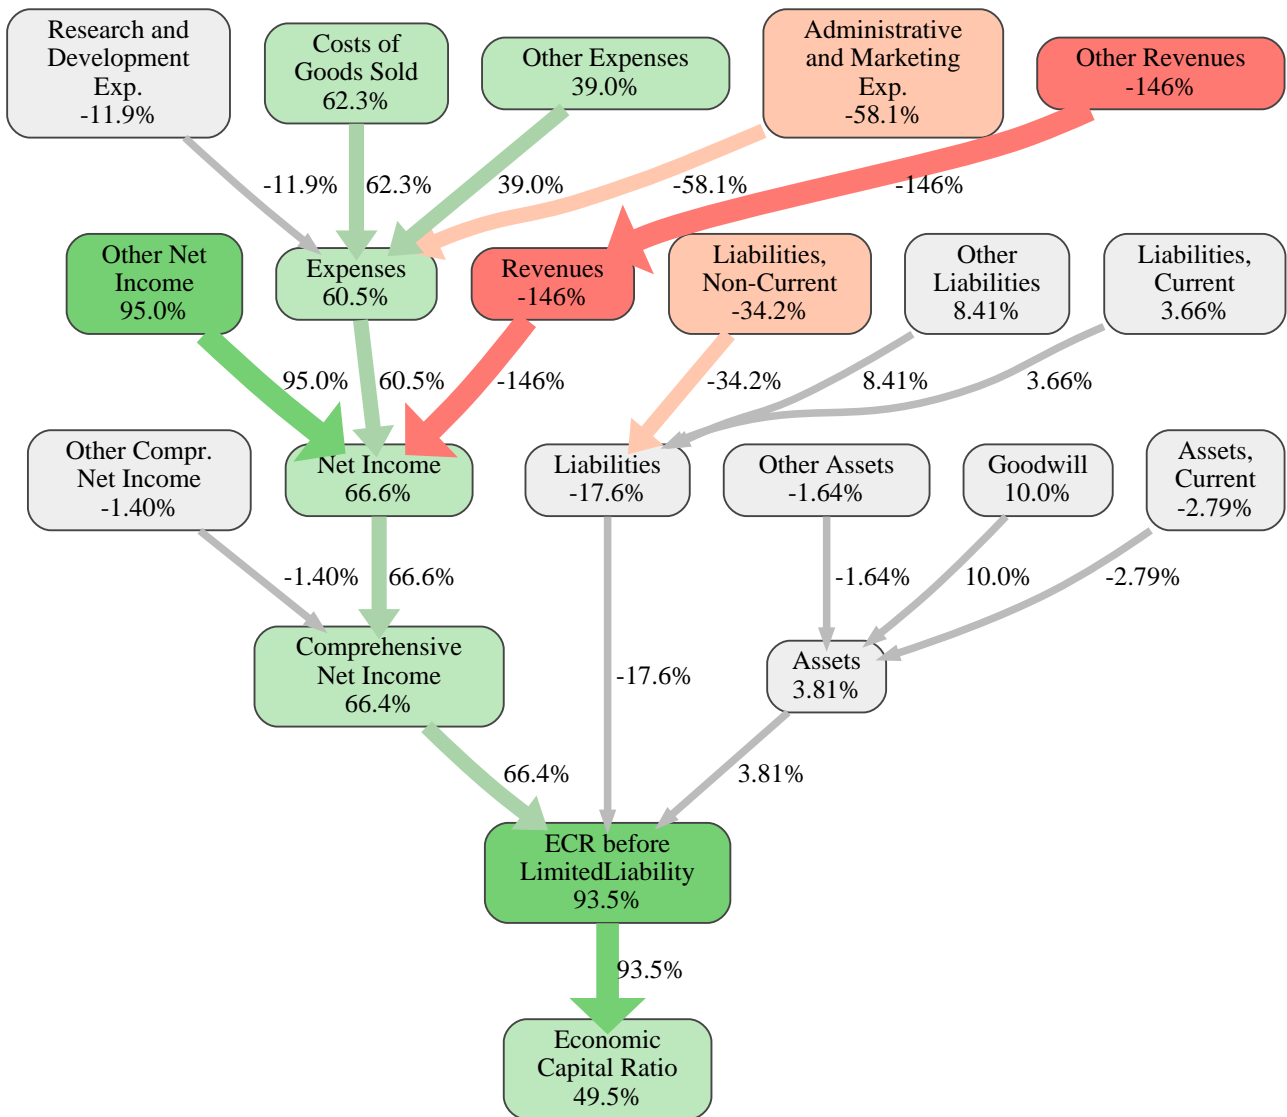 Research and
Development
Exp.
-11.9%
Costs of
Goods Sold
62.3%
Other Expenses
39.0%
Administrative
and Marketing
Exp.
-58.1%
Other Revenues
-146%
-11.9%
62.3%
39.0%
-58.1%
-146%
Other Net
Income
95.0%
Expenses
60.5%
Revenues
-146%
Liabilities,
Non-Current
-34.2%
Other
Liabilities
8.41%
Liabilities,
Current
3.66%
95.0%
60.5%
-146%
-34.2%
8.41%
3.66%
Other Compr.
Net Income
-1.40%
Net Income
66.6%
Liabilities
-17.6%
Other Assets
-1.64%
Goodwill
10.0%
Assets,
Current
-2.79%
-1.40%
66.6%
-1.64%
10.0%
-2.79%
Comprehensive
Net Income
66.4%
-17.6%
Assets
3.81%
66.4%
3.81%
ECR before
LimitedLiability
93.5%
93.5%
Economic
Capital Ratio
49.5%